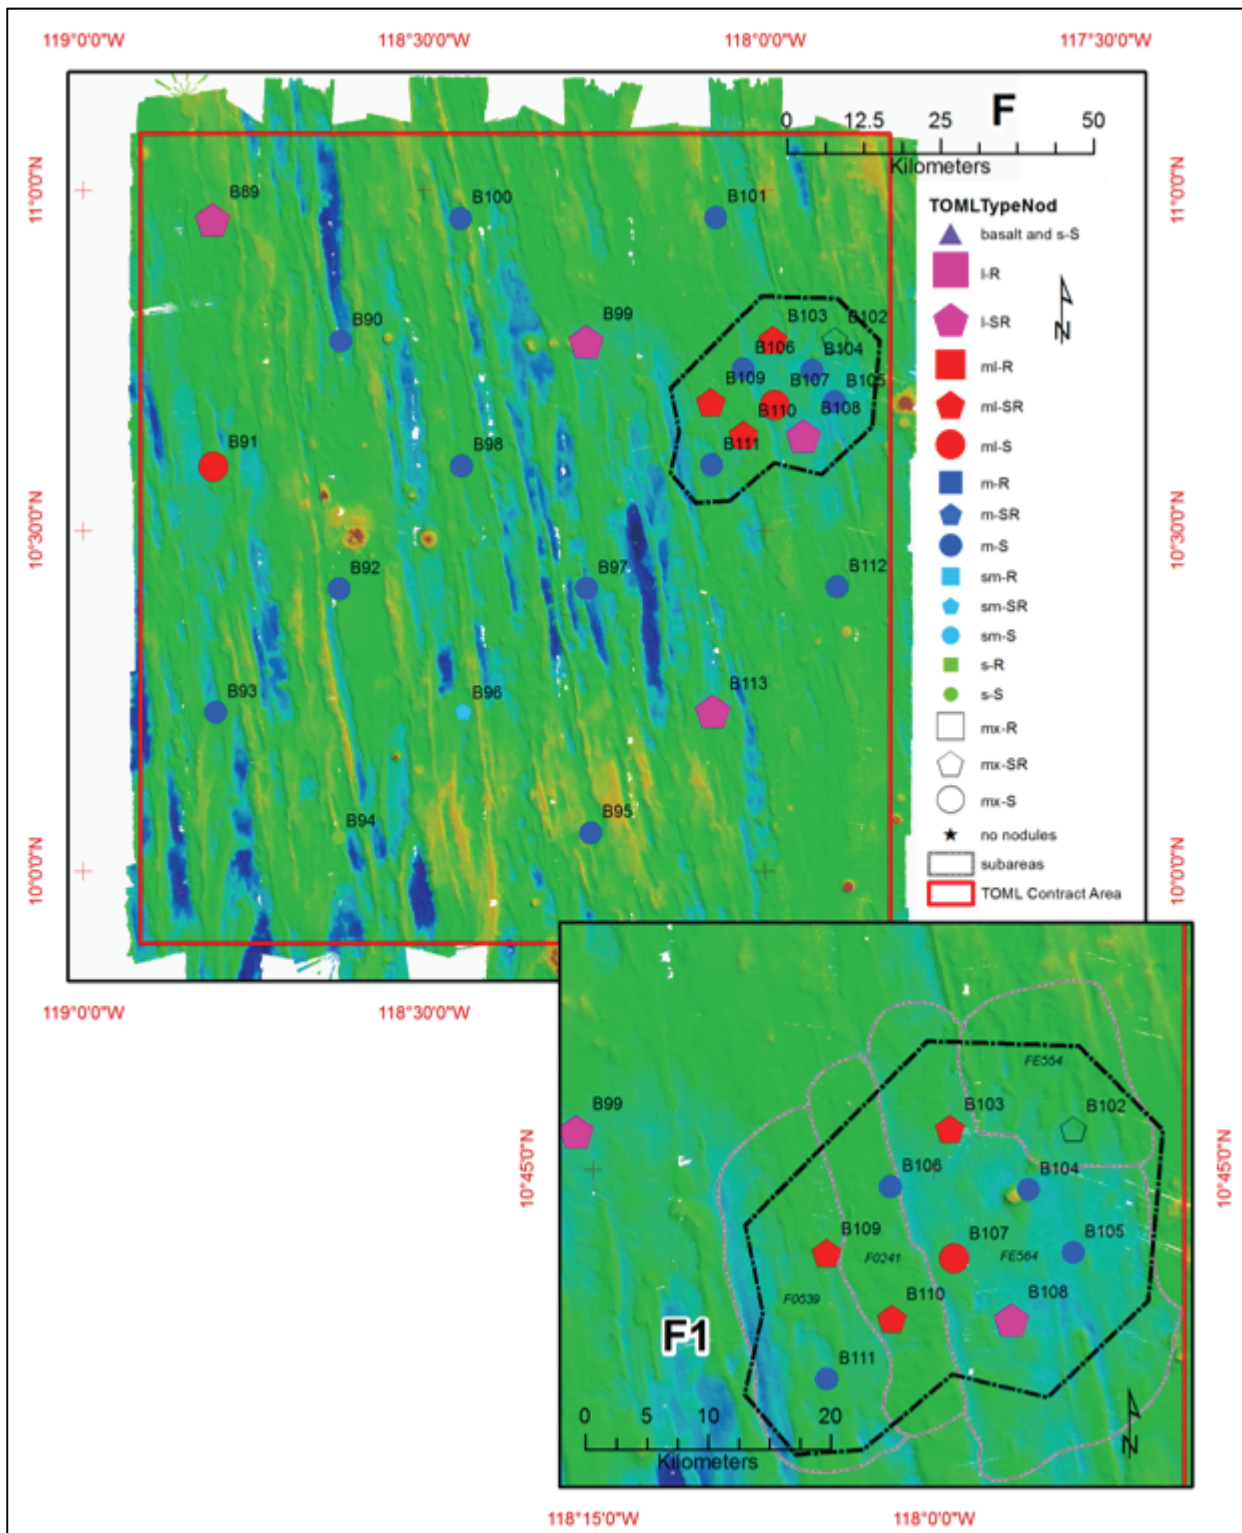 119°0'0"W 118°30'0"W 118°0'0"W 117°30'0"W
F
0 12.5 25 50
Kilometers
11°0'0"N
11°0'0"N
10°30'0"N
10°30'0"N
10°0'0"N
10°0'0"N
B89
B100
B101
B90
B99
B103 B102
B106 B104
B109 B107 B105
B110 B108
B111
B91
B98
B92
B97
B112
B93
B96
B113
B94
B95
TOMLTypeNod
basalt and s-S
l-R
l-SR
ml-R
ml-SR
ml-S
m-R
m-SR
m-S
sm-R
sm-SR
sm-S
s-R
s-S
mx-R
mx-SR
mx-S
no nodules
subareas
TOML Contract Area
N
119°0'0"W 118°30'0"W
FE554
B99
B103
B102
10°45'0"N
10°45'0"N
B106
B104
B109
B107
B105
F0241
FE564
F0539
B110
B108
F1
B111
0 5 10 20
Kilometers
N
118°15'0"W 118°0'0"W